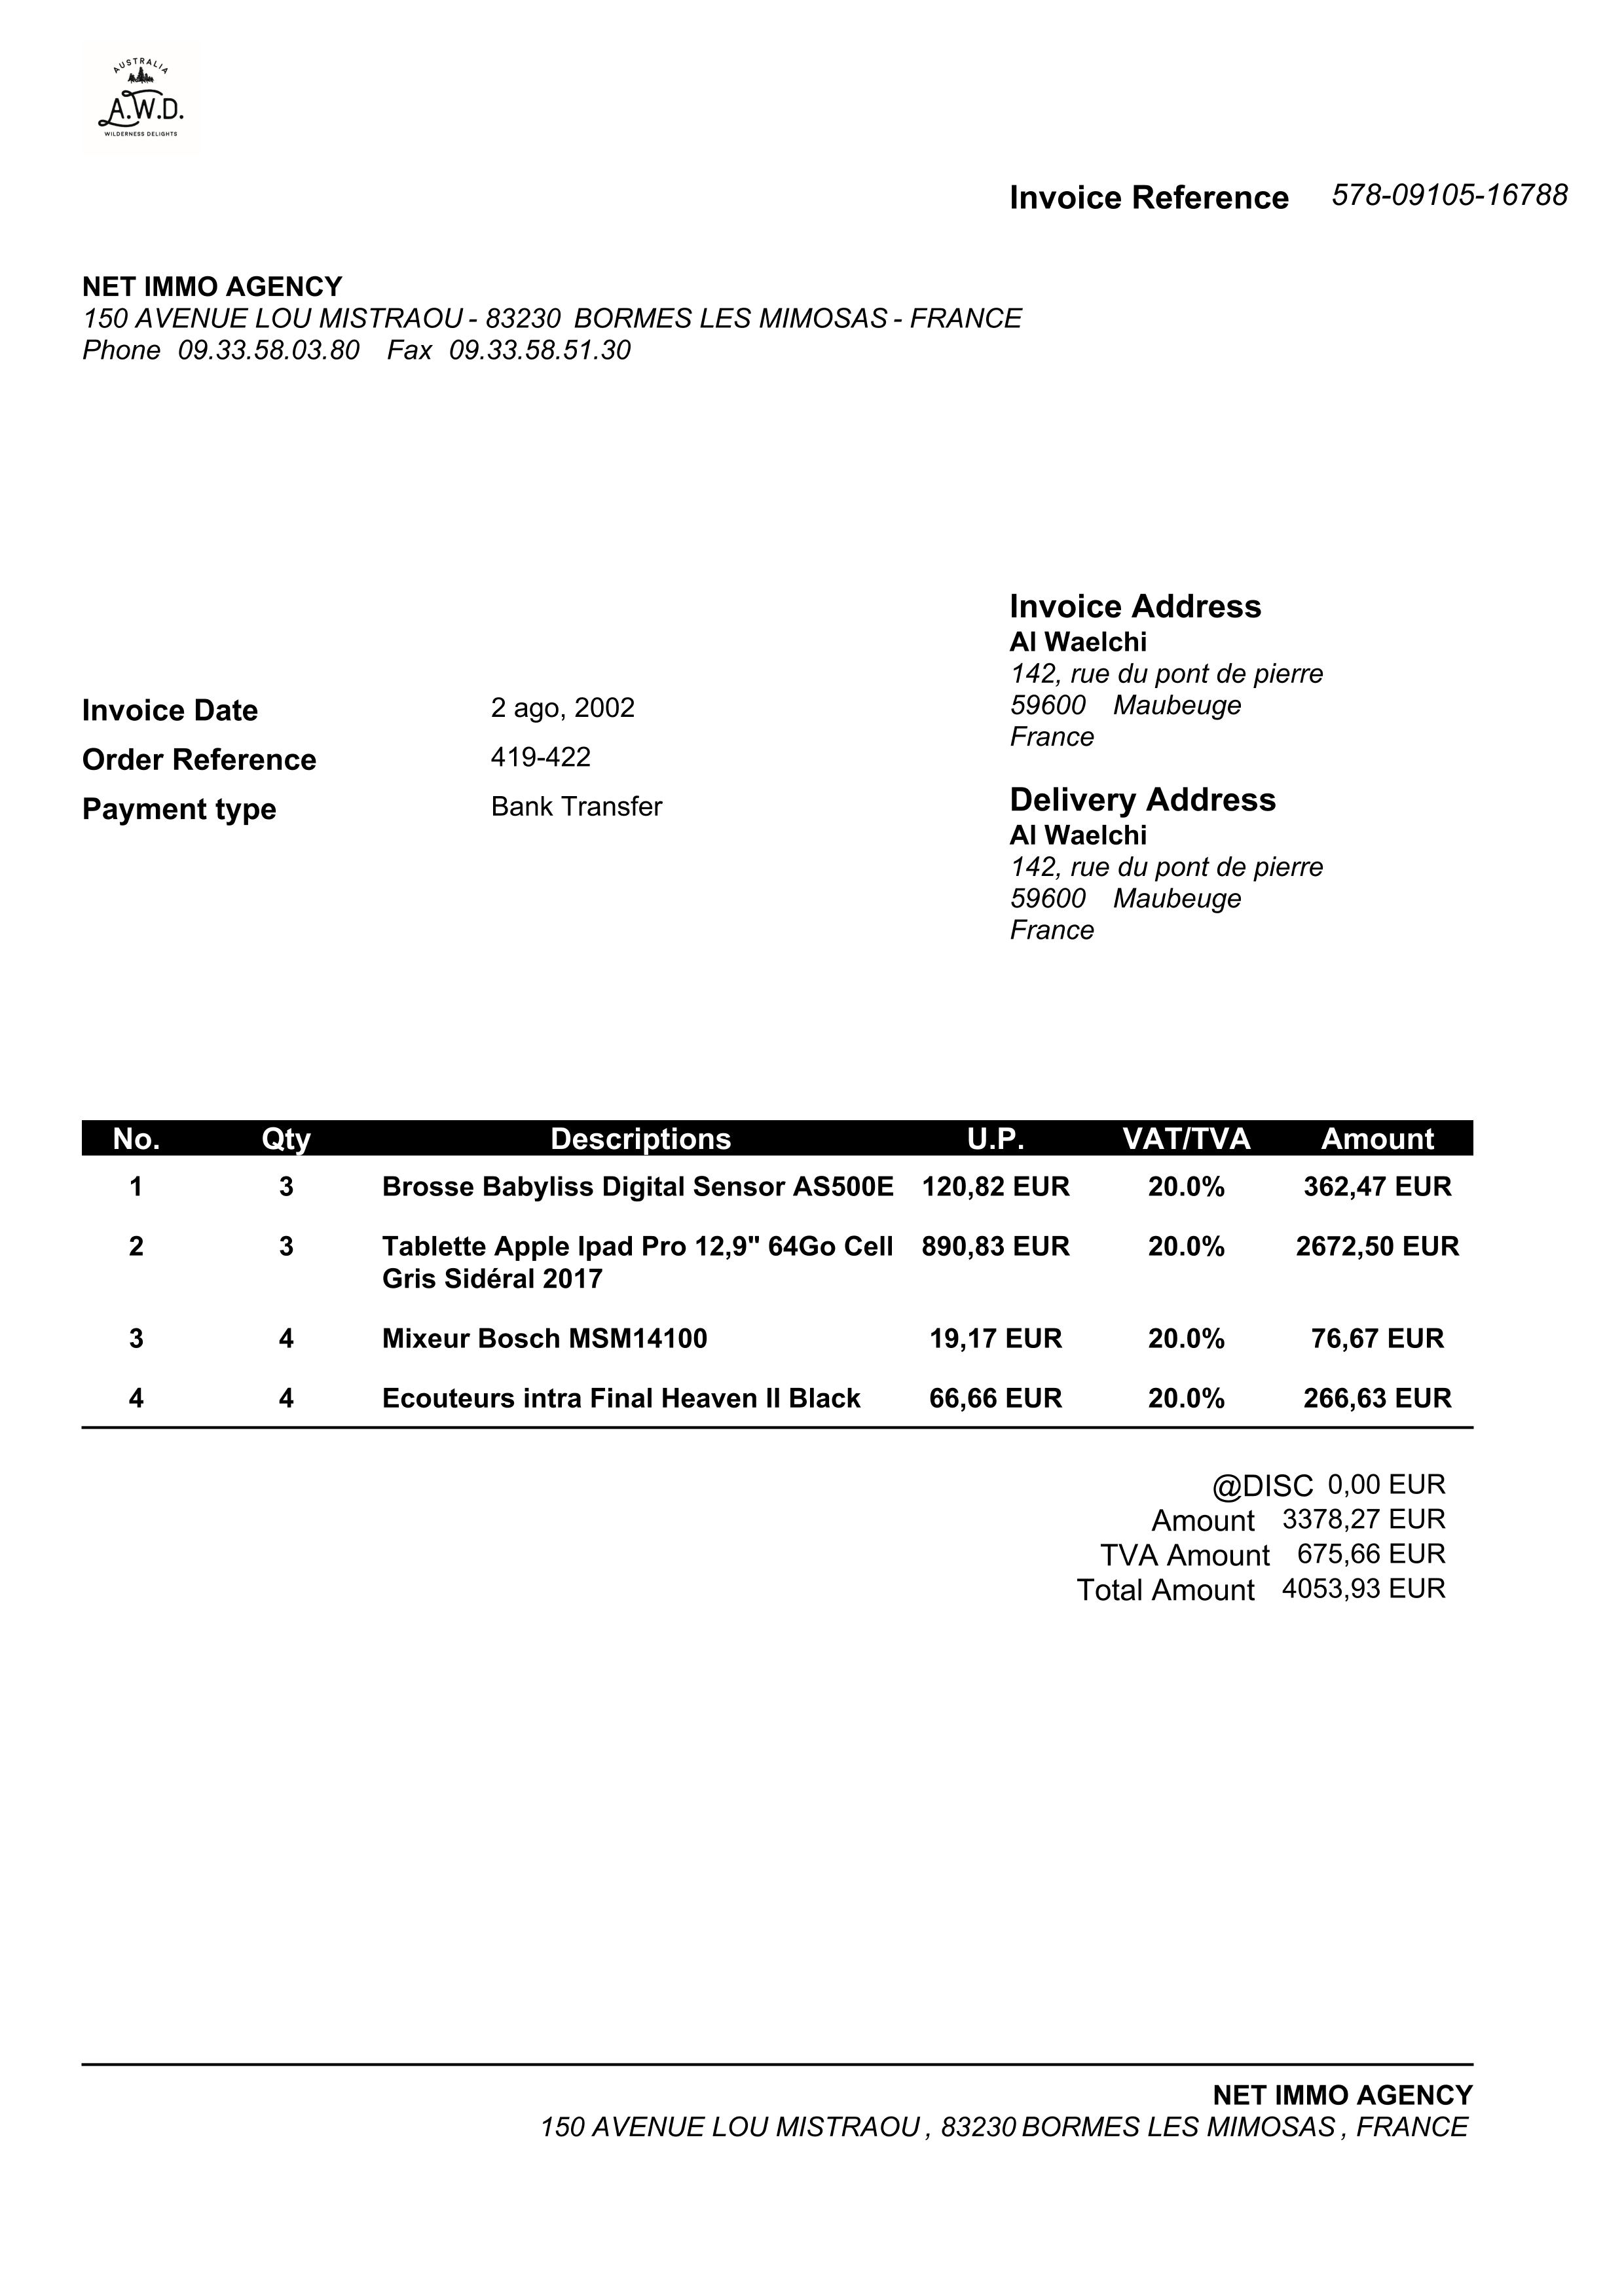 AUSTRALIA
A.W.D.
WILDERNESS DELIGHTS
Invoice Reference 578-09105-16788
NET IMMO AGENCY
150 AVENUE LOU MISTRAOU - 83230 BORMES LES MIMOSAS - FRANCE
Phone 09.33.58.03.80 Fax 09.33.58.51.30
Invoice Address
Al Waelchi
142, rue du pont de pierre
59600 Maubeuge
France
Invoice Date 2 ago, 2002
Order Reference 419-422
Payment type Bank Transfer
Delivery Address
Al Waelchi
142, rue du pont de pierre
59600 Maubeuge
France
No. Qty Descriptions U.P. VAT/TVA Amount
1 3 Brosse Babyliss Digital Sensor AS500E 120,82 EUR 20.0% 362,47 EUR
2 3 Tablette Apple Ipad Pro 12,9" 64Go Cell 890,83 EUR 20.0% 2672,50 EUR
Gris Sidéral 2017
3 4 Mixeur Bosch MSM14100 19,17 EUR 20.0% 76,67 EUR
4 4 Ecouteurs intra Final Heaven II Black 66,66 EUR 20.0% 266,63 EUR
@DISC 0,00 EUR
Amount 3378,27 EUR
TVA Amount 675,66 EUR
Total Amount 4053,93 EUR
NET IMMO AGENCY
150 AVENUE LOU MISTRAOU , 83230 BORMES LES MIMOSAS , FRANCE